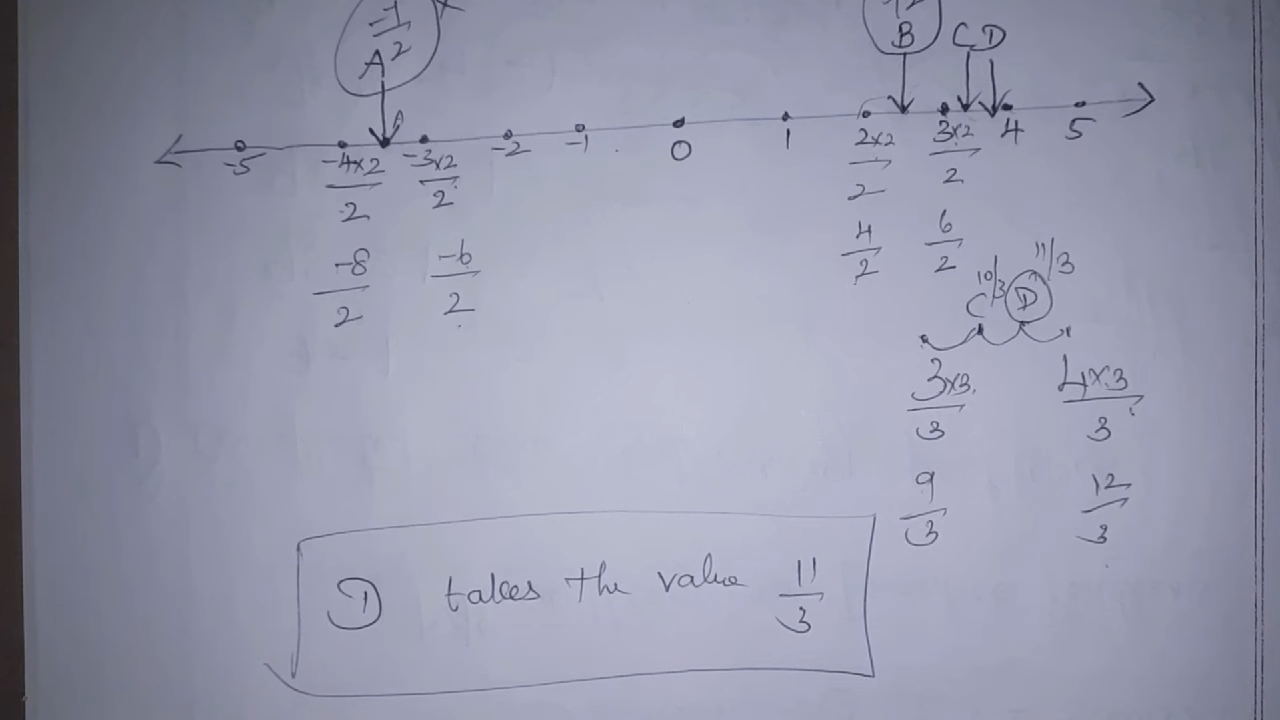 -1/2 x
A
B C D
-5 -4×2/2 -3×2/2 -2 -1 0 1 2×2/2 3×2/2 4 5
-8/2 -6/2 4/2 6/2
10/3 11/3
C D
3×3/3 4×3/3
9/3 12/3
D takes the value 11/3